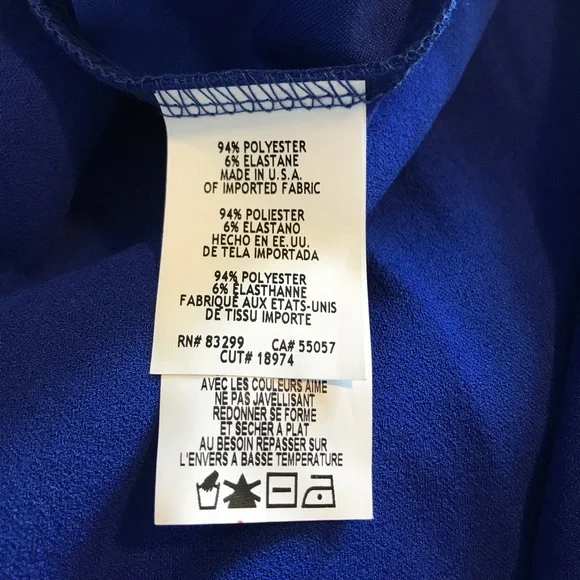 94% POLYESTER
6% ELASTANE
MADE IN U.S.A.
OF IMPORTED FABRIC
94% POLIESTER
6% ELASTANO
HECHO EN EE.UU.
DE TELA IMPORTADA
94% POLYESTER
6% ÉLASTHANNE
FABRIQUÉ AUX ETATS-UNIS
DE TISSU IMPORTE
RN# 83299 CA# 55057
CUT# 18974
AVEC LES COULEURS AIME
NE PAS JAVELLISANT
REDONNER SE FORME
ET SECHER A PLAT
AU BESOIN REPASSER SUR
L'ENVERS A BASSE TEMPERATURE